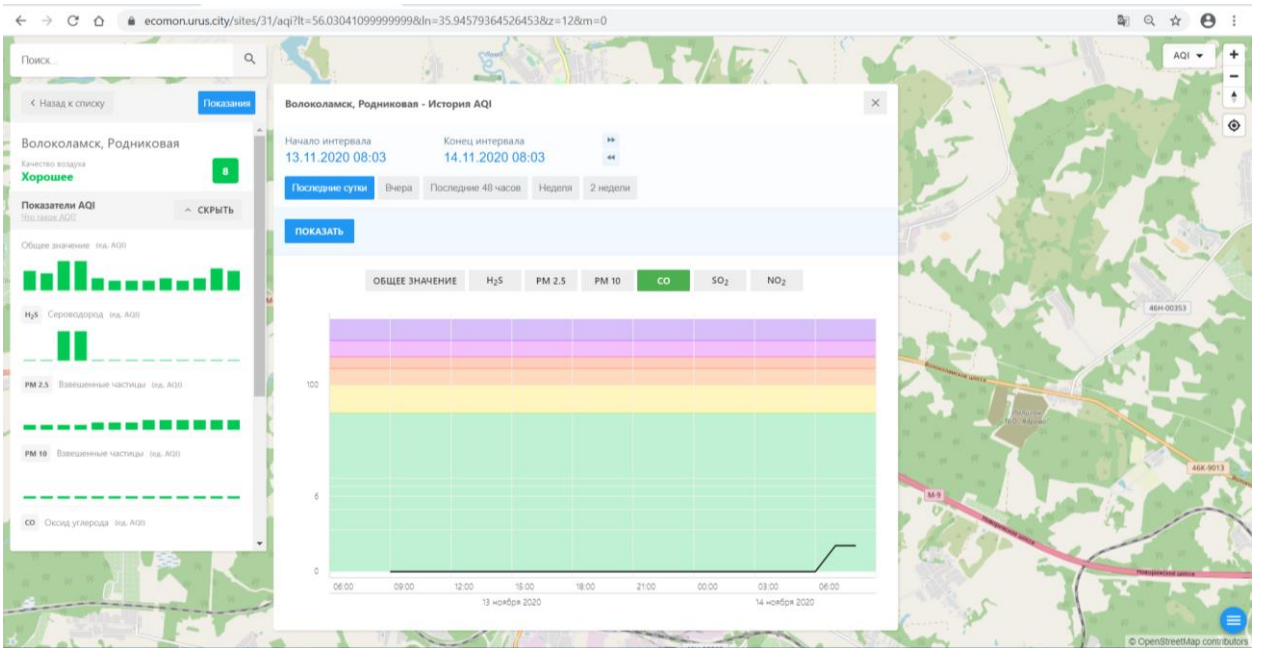 ecomon.urus.city/sites/31/aqi?lt=56.03041099999999&ln=35.94579364526453&z=12&m=0
Поиск...
AQI
Назад к списку
Показания
Волоколамск, Родниковая
Качество воздуха
Хорошее
8
Показатели AQI
Что такое AQI?
СКРЫТЬ
Общее значение (ед. AQI)
H₂S Сероводород (ед. AQI)
PM 2.5 Взвешенные частицы (ед. AQI)
PM 10 Взвешенные частицы (ед. AQI)
CO Оксид углерода (ед. AQI)
Волоколамск, Родниковая - История AQI
Начало интервала
13.11.2020 08:03
Конец интервала
14.11.2020 08:03
Последние сутки Вчера Последние 48 часов Неделя 2 недели
ПОКАЗАТЬ
ОБЩЕЕ ЗНАЧЕНИЕ H₂S PM 2.5 PM 10 CO SO₂ NO₂
100
6
0
06:00 09:00 12:00 15:00 18:00 21:00 00:00 03:00 06:00
13 ноября 2020 14 ноября 2020
46Н-00353
Волоколамское шоссе
46К-9013
М-9
Новорижское шоссе
Новорижское шоссе
© OpenStreetMap contributors